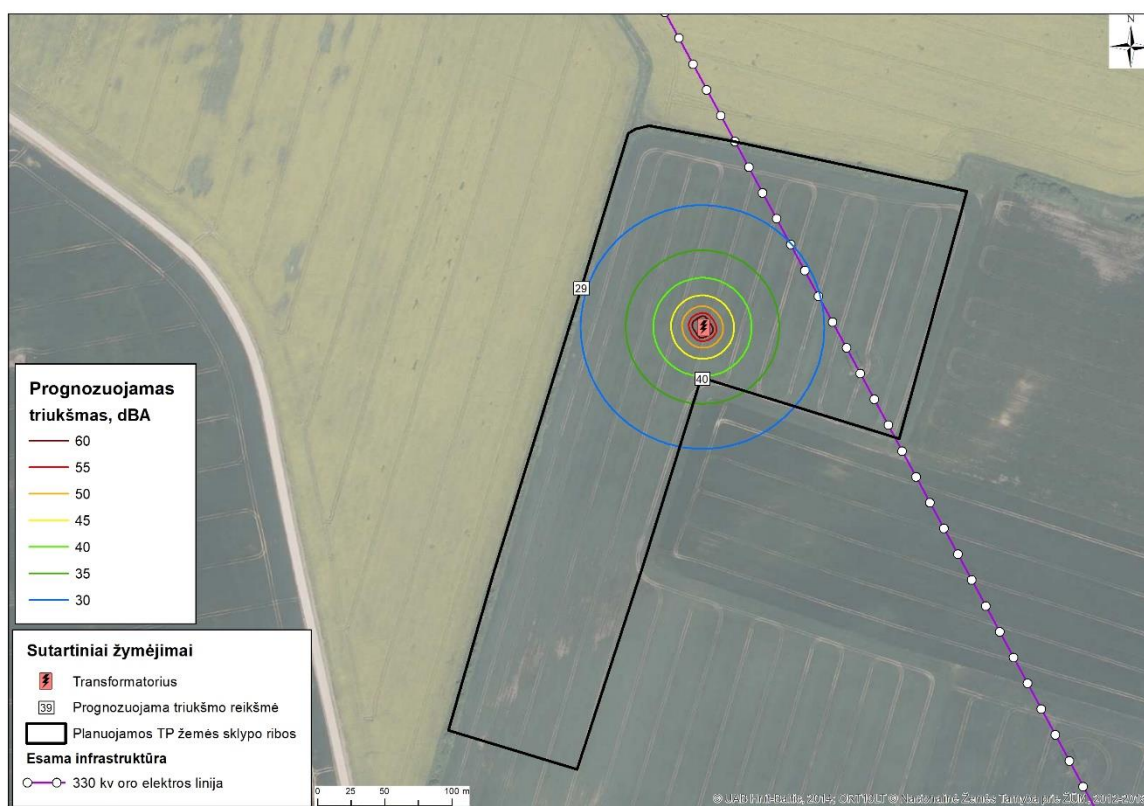 N
29
40
Prognozuojamas
triukšmas, dBA
60
55
50
45
40
35
30
Sutartiniai žymėjimai
Transformatorius
39 Prognozuojama triukšmo reikšmė
Planuojamos TP žemės sklypo ribos
Esama infrastruktūra
330 kv oro elektros linija
0 25 50 100 m
© UAB Hnit-Baltic, 2014; ORT10LT © Nacionalinė Žemės Tarnyba prie ŽŪM, 2012-2013